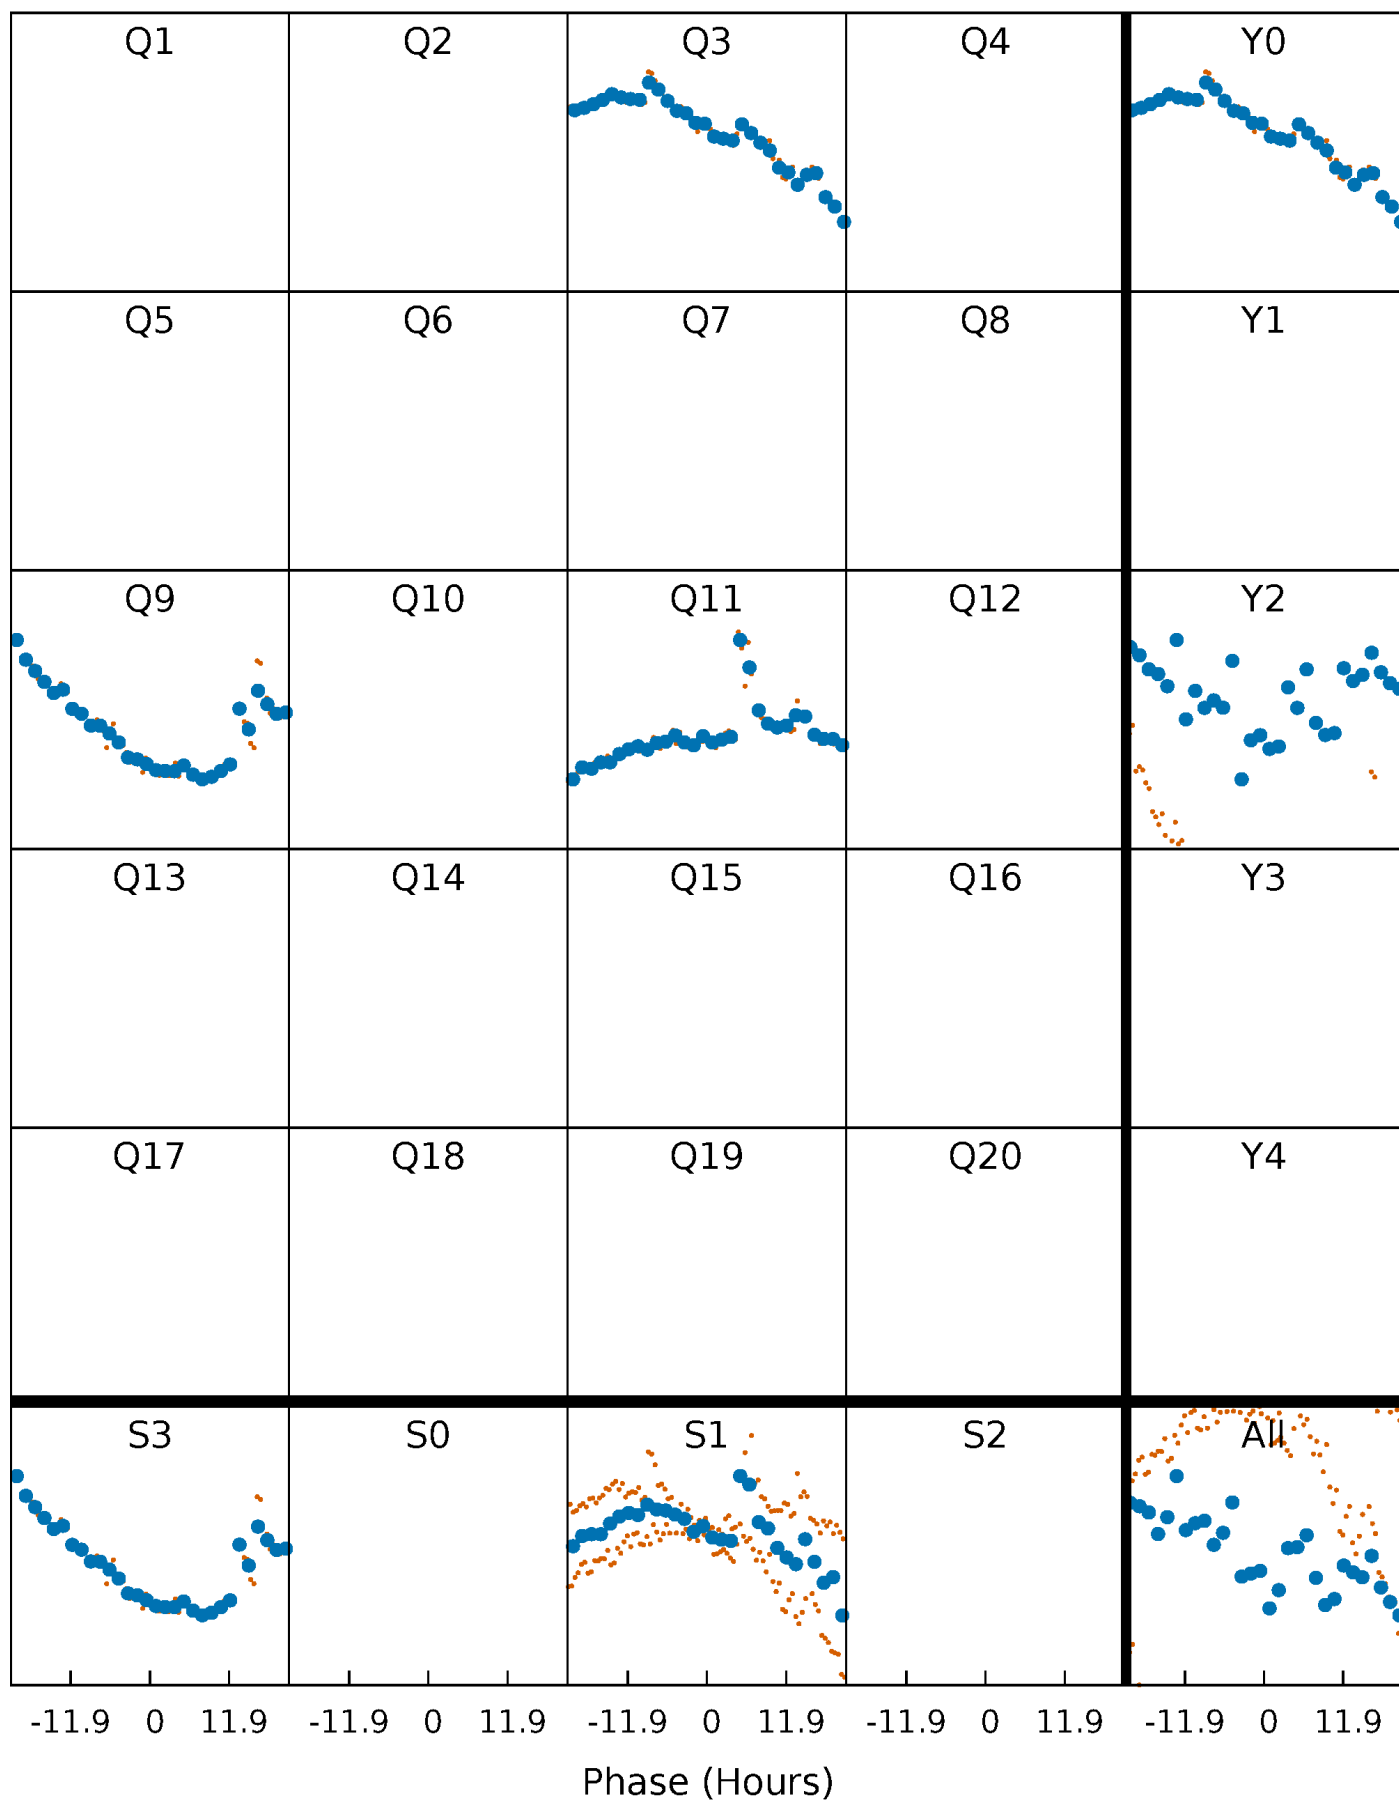 Q1 Q2 Q3 Q4 Y0
Q5 Q6 Q7 Q8 Y1
Q9 Q10 Q11 Q12 Y2
Q13 Q14 Q15 Q16 Y3
Q17 Q18 Q19 Q20 Y4
S3 S0 S1 S2 All
-11.9 0 11.9 -11.9 0 11.9 -11.9 0 11.9 -11.9 0 11.9 -11.9 0 11.9
Phase (Hours)